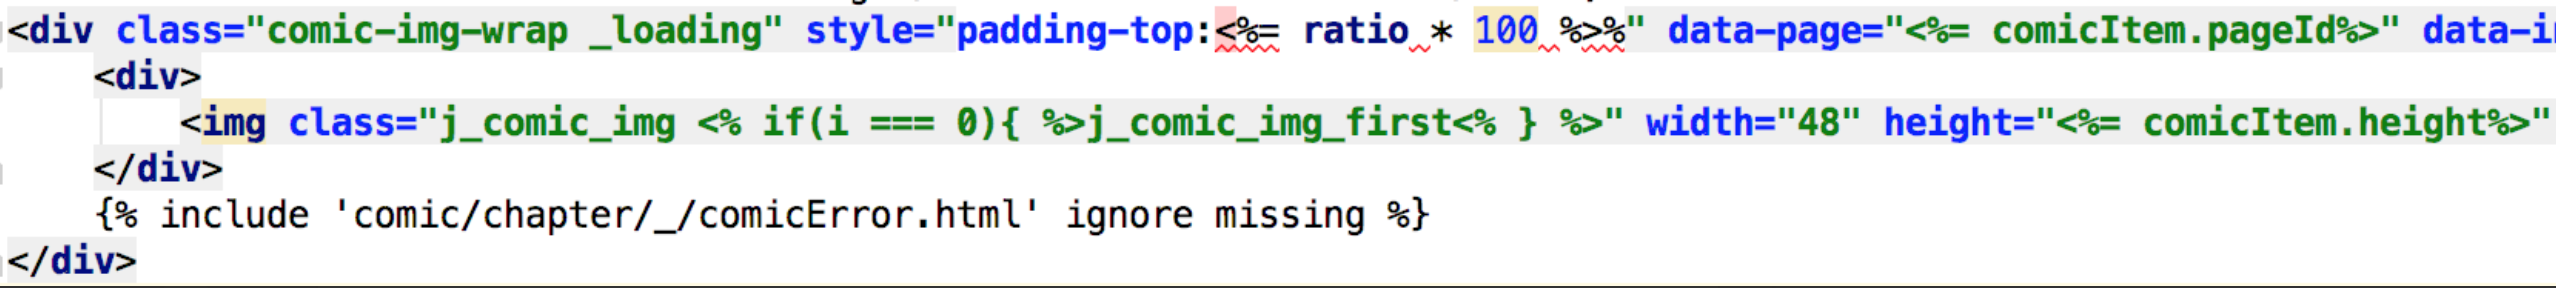 <div class="comic-img-wrap _loading" style="padding-top:<%= ratio * 100 %>%" data-page="<%= comicItem.pageId%>"
<div>
<img class="j_comic_img <% if(i === 0){ %>j_comic_img_first<% } %>" width="48" height="<%= comicItem.height%>"
</div>
{% include 'comic/chapter/_/comicError.html' ignore missing %}
</div>